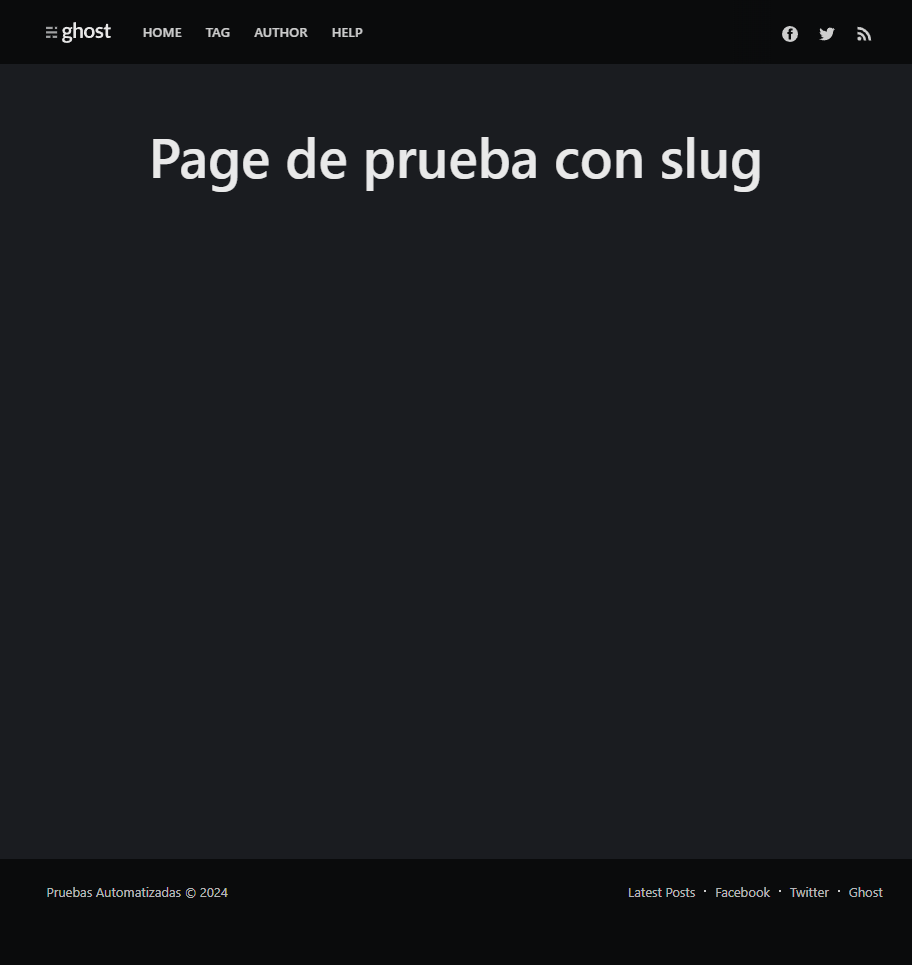 ghost HOME TAG AUTHOR HELP
Page de prueba con slug
Pruebas Automatizadas © 2024 Latest Posts · Facebook · Twitter · Ghost